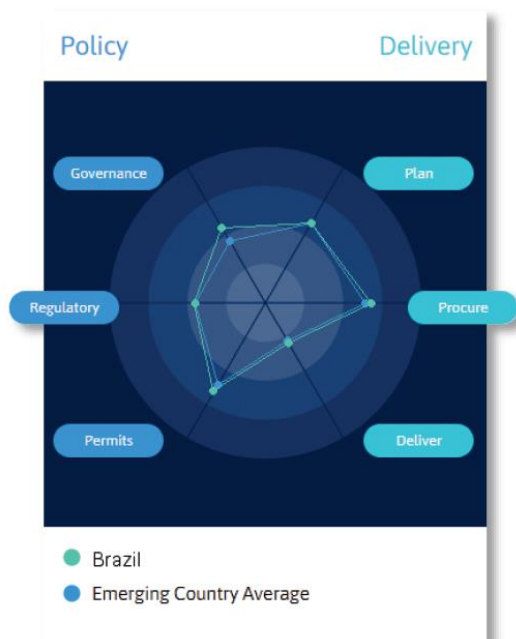 Policy Delivery
Governance Plan
Regulatory Procure
Permits Deliver
Brazil
Emerging Country Average